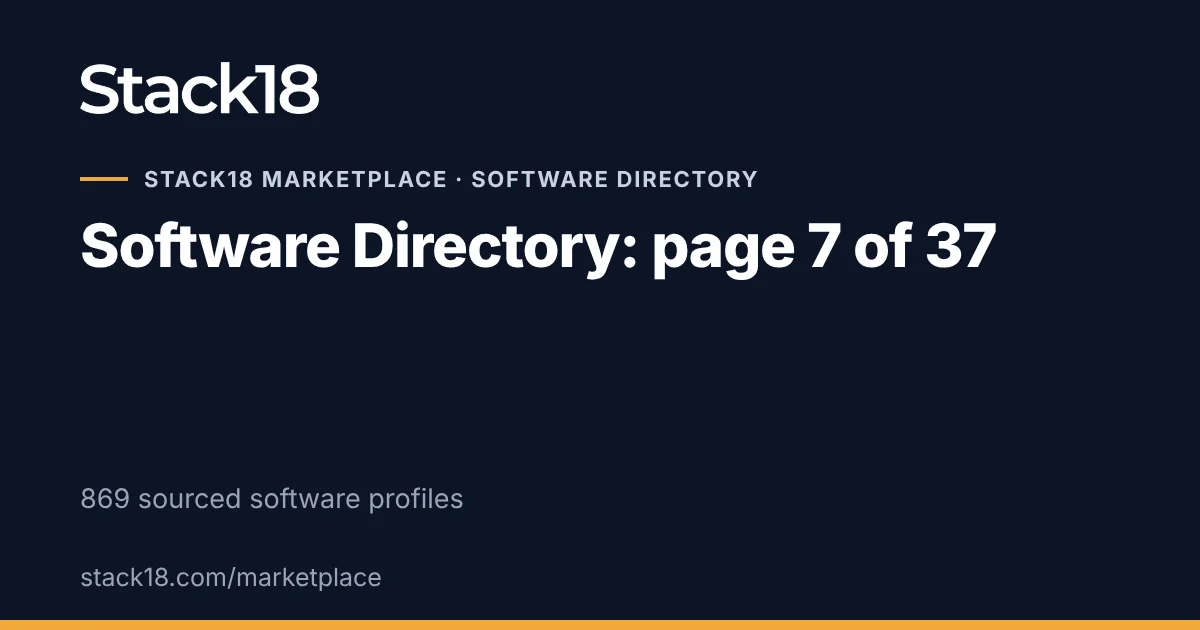 Stack18
STACK18 MARKETPLACE · SOFTWARE DIRECTORY
Software Directory: page 7 of 37
869 sourced software profiles
stack18.com/marketplace